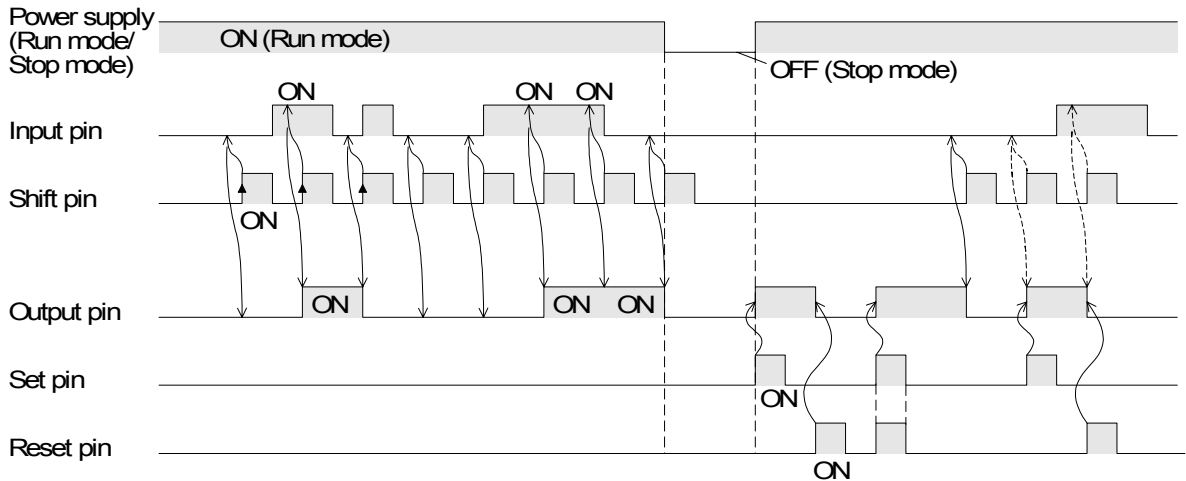 Power supply
(Run mode/
Stop mode)
ON (Run mode)
OFF (Stop mode)
ON
ON
ON
Input pin
Shift pin
ON
Output pin
ON
ON
ON
Set pin
ON
Reset pin
ON